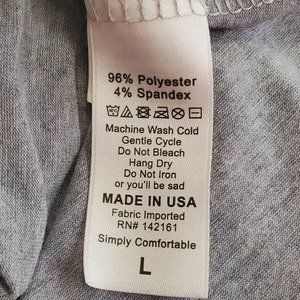 96% Polyester
4% Spandex
Machine Wash Cold
Gentle Cycle
Do Not Bleach
Hang Dry
Do Not Iron
or you'll be sad
MADE IN USA
Fabric Imported
RN# 142161
Simply Comfortable
L